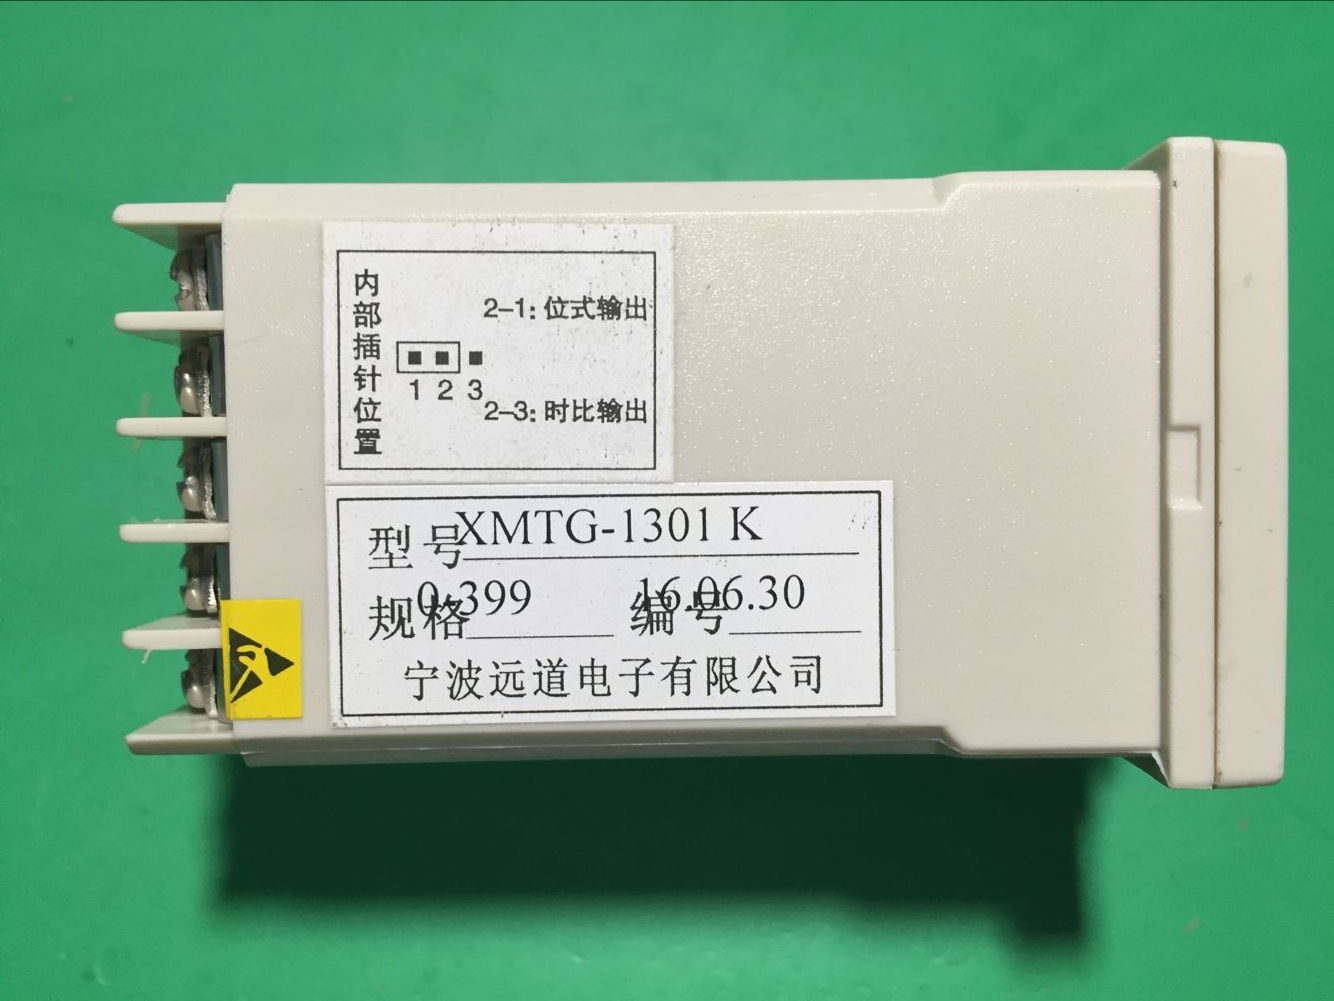 内部插针位置
2-1: 位式输出
1 2 3
2-3: 时比输出
型号 XMTG-1301 K
规格 0.399 编号 16.06.30
宁波远道电子有限公司